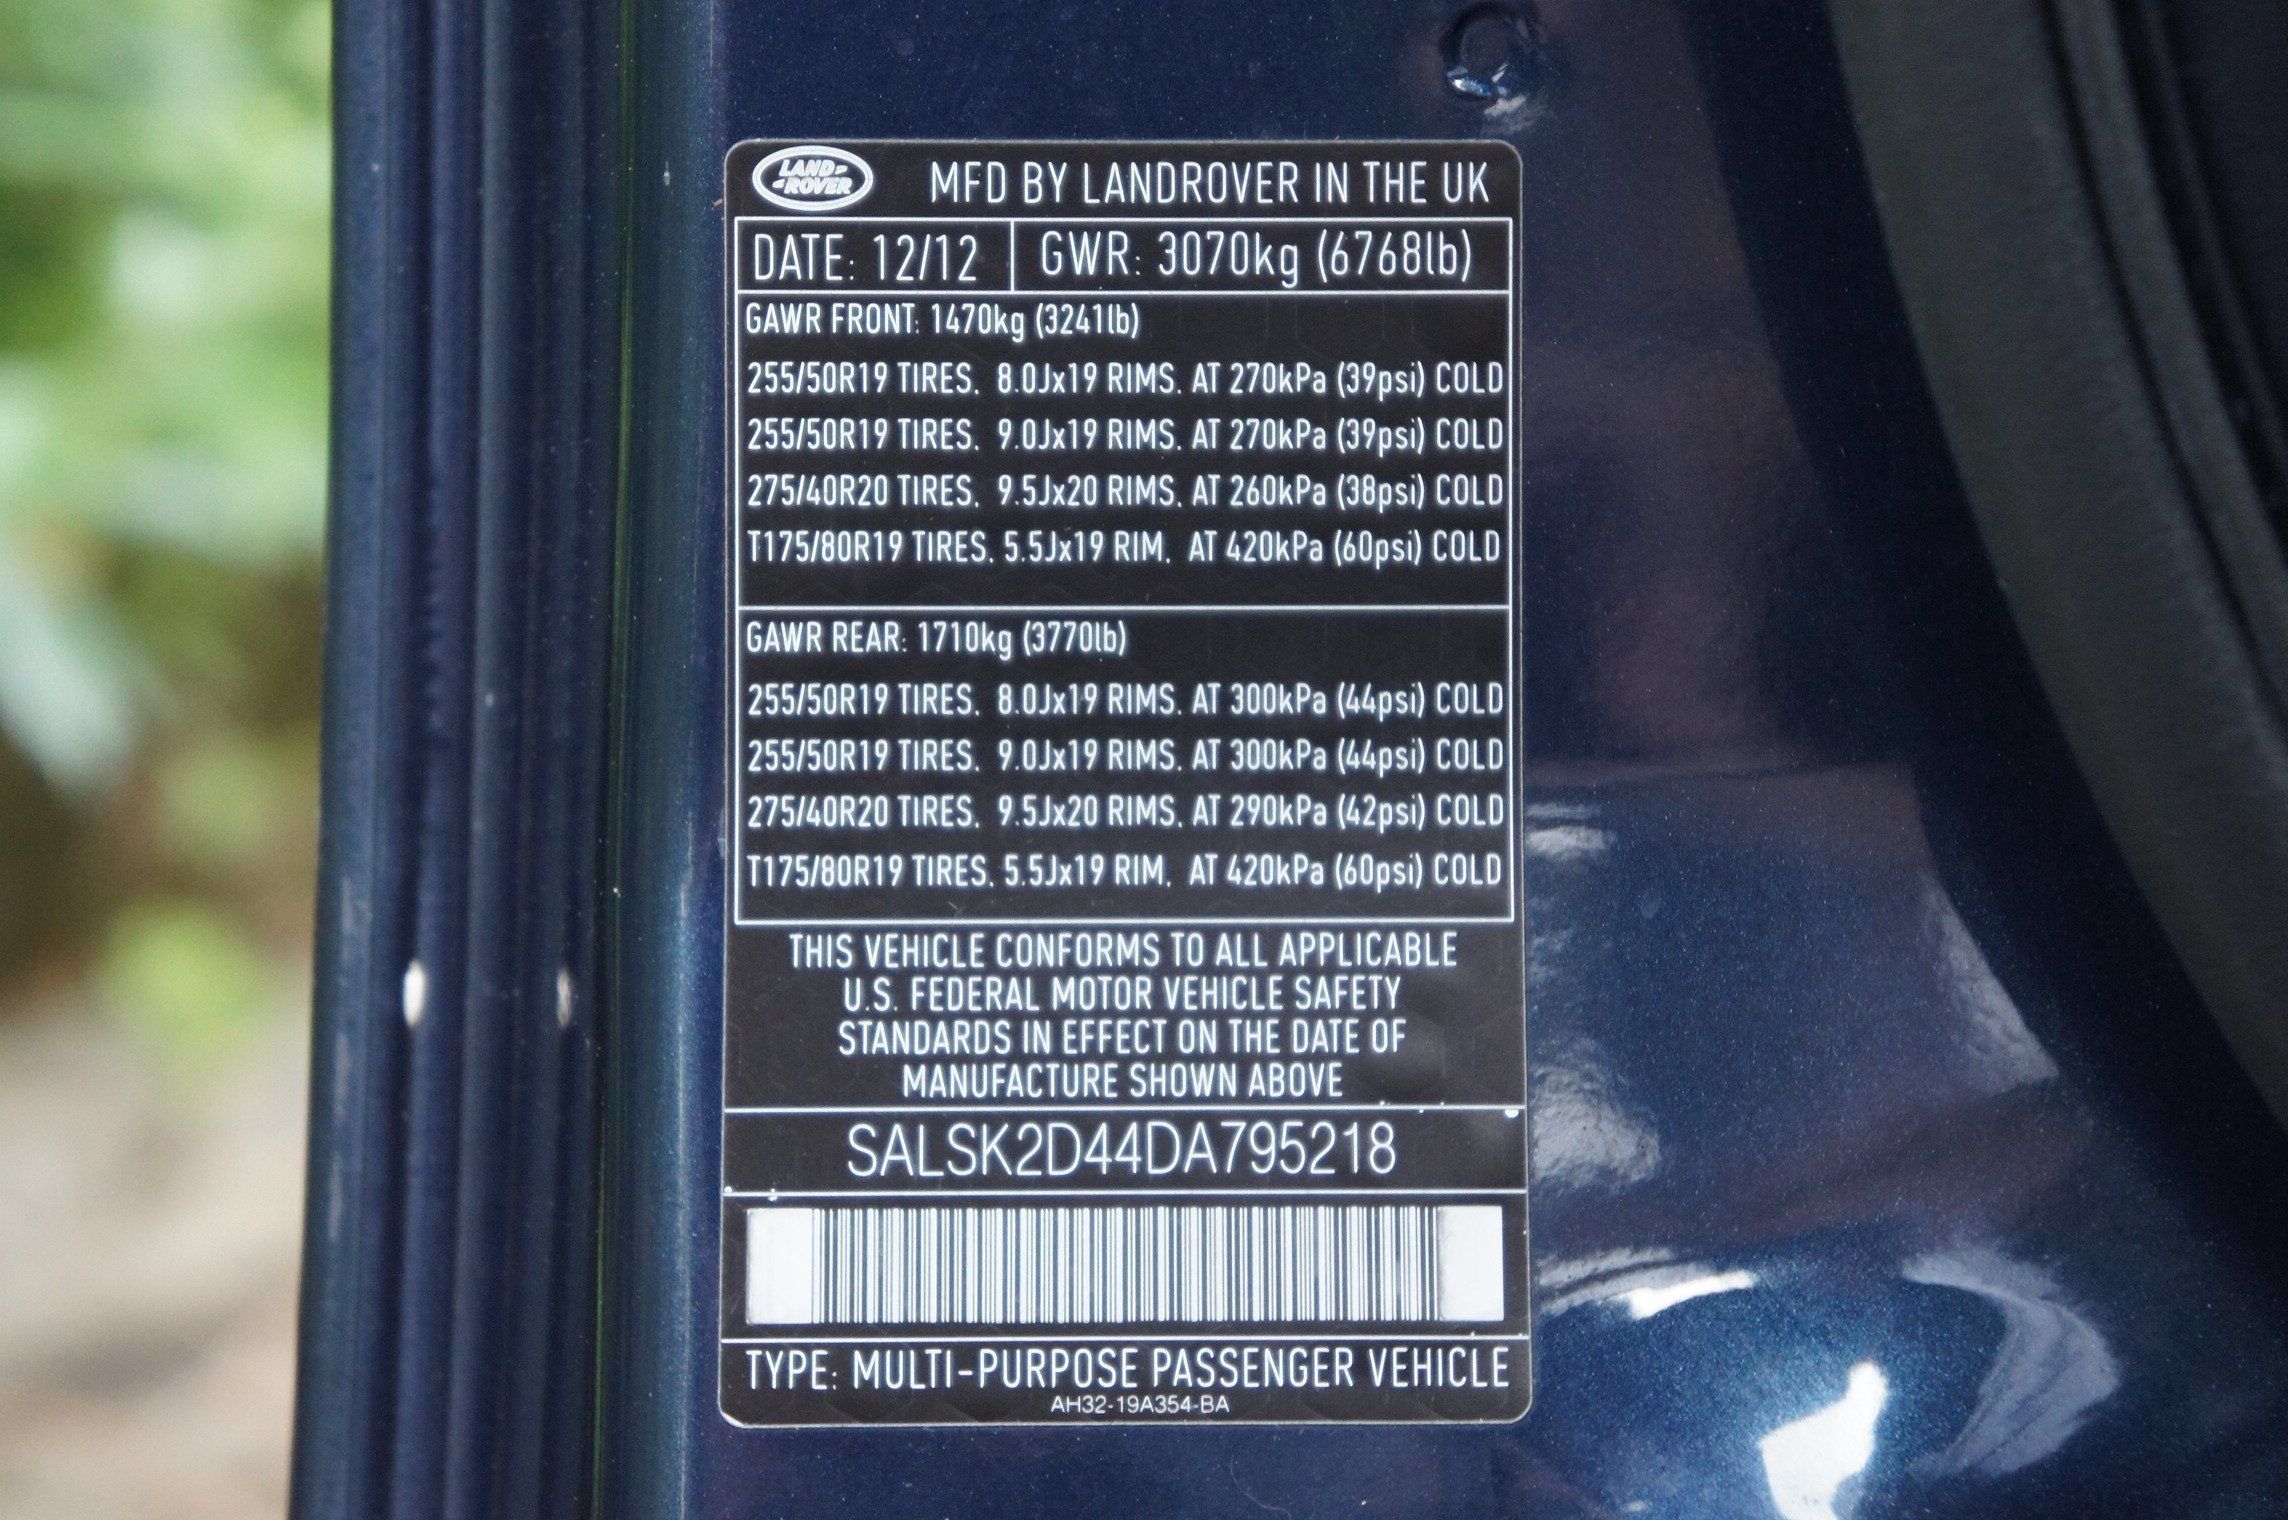 LAND ROVER MFD BY LANDROVER IN THE UK
DATE: 12/12 GWR: 3070kg (6768lb)
GAWR FRONT: 1470kg (3241lb)
255/50R19 TIRES. 8.0Jx19 RIMS. AT 270kPa (39psi) COLD
255/50R19 TIRES. 9.0Jx19 RIMS. AT 270kPa (39psi) COLD
275/40R20 TIRES. 9.5Jx20 RIMS. AT 260kPa (38psi) COLD
T175/80R19 TIRES. 5.5Jx19 RIM. AT 420kPa (60psi) COLD
GAWR REAR: 1710kg (3770lb)
255/50R19 TIRES. 8.0Jx19 RIMS. AT 300kPa (44psi) COLD
255/50R19 TIRES. 9.0Jx19 RIMS. AT 300kPa (44psi) COLD
275/40R20 TIRES. 9.5Jx20 RIMS. AT 290kPa (42psi) COLD
T175/80R19 TIRES. 5.5Jx19 RIM. AT 420kPa (60psi) COLD
THIS VEHICLE CONFORMS TO ALL APPLICABLE
U.S. FEDERAL MOTOR VEHICLE SAFETY
STANDARDS IN EFFECT ON THE DATE OF
MANUFACTURE SHOWN ABOVE
SALSK2D44DA795218
TYPE: MULTI-PURPOSE PASSENGER VEHICLE
AH32-19A354-BA